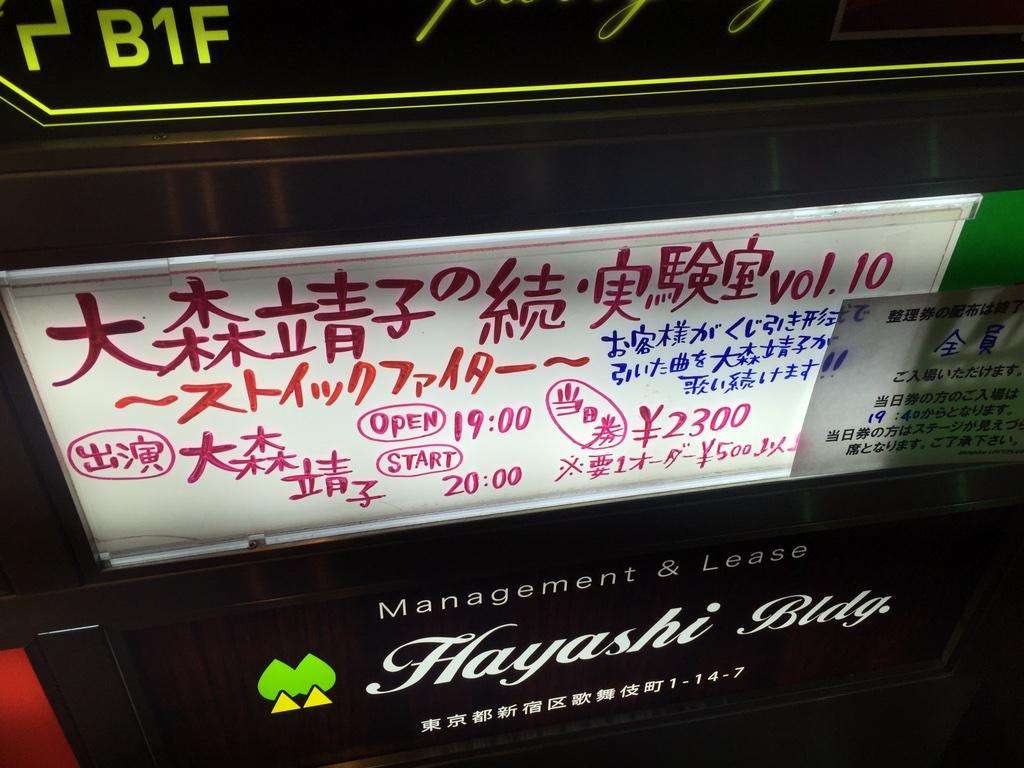 B1F
大森靖子の続・実験室vol.10
〜ストイックファイター〜
お客様がくじ引き形式で
引いた曲を大森靖子が
歌い続けます!!
出演 大森靖子
OPEN 19:00
START 20:00
当日券 ¥2300
※要1オーダー¥500以
整理券の配布は終了
全員
ご入場いただけます。
当日券の方のご入場は
19:40からとなります。
当日券の方はステージが見えづ
席となります。ご了承下さい。
Management & Lease
Hayashi Bldg.
東京都新宿区歌舞伎町1-14-7